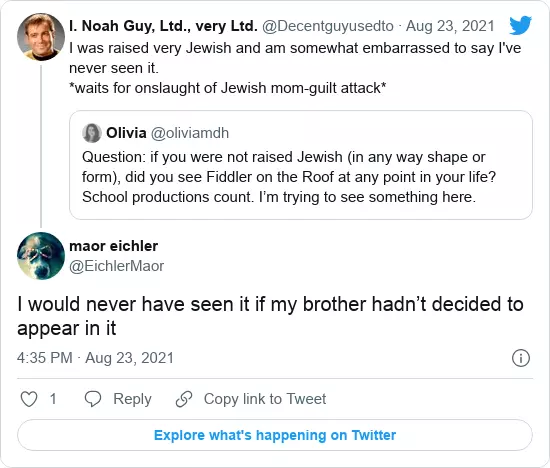 I. Noah Guy, Ltd., very Ltd. @Decentguyusedto · Aug 23, 2021
I was raised very Jewish and am somewhat embarrassed to say I've
never seen it.
*waits for onslaught of Jewish mom-guilt attack*
Olivia @oliviamdh
Question: if you were not raised Jewish (in any way shape or
form), did you see Fiddler on the Roof at any point in your life?
School productions count. I'm trying to see something here.
maor eichler
@EichlerMaor
I would never have seen it if my brother hadn't decided to
appear in it
4:35 PM · Aug 23, 2021
1 Reply Copy link to Tweet
Explore what's happening on Twitter